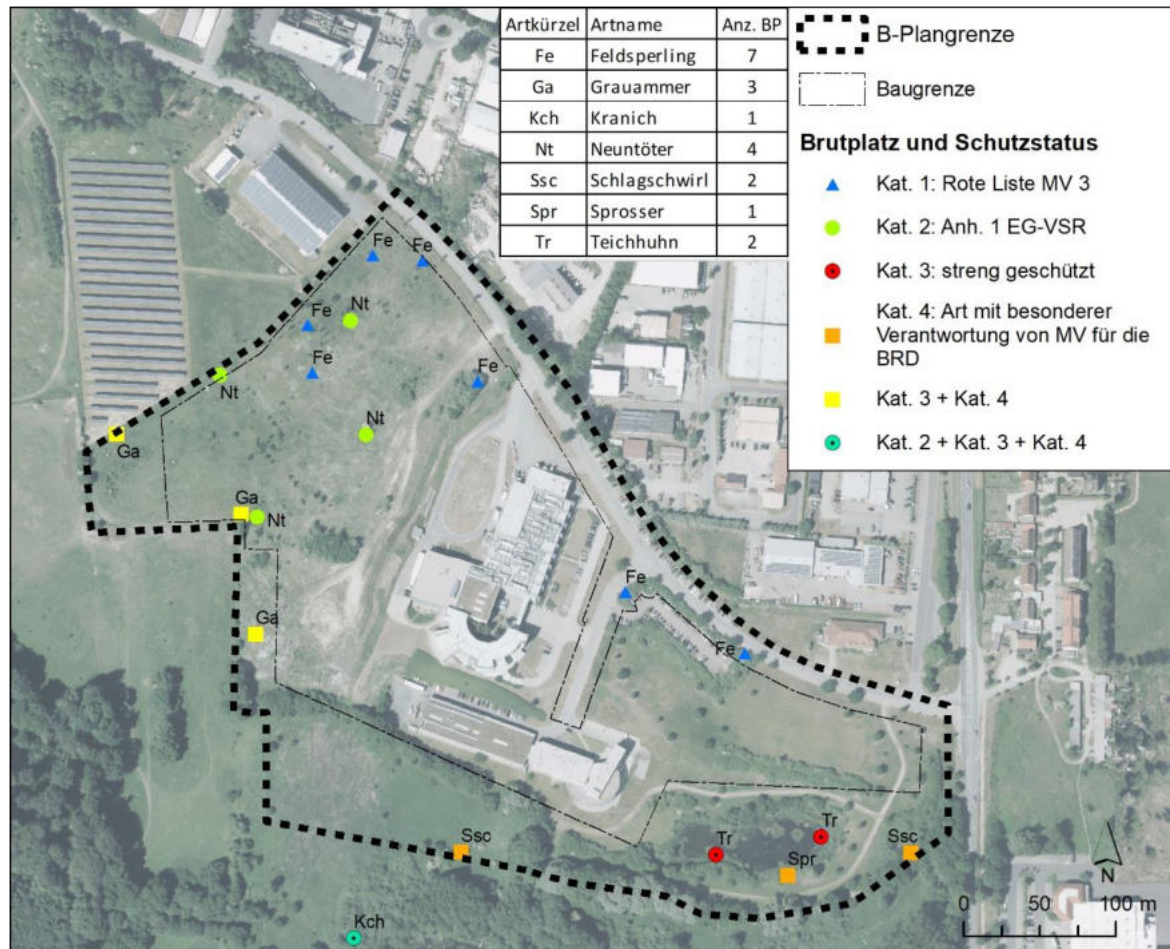 Artkürzel Artname Anz. BP
Fe Feldsperling 7
Ga Grauammer 3
Kch Kranich 1
Nt Neuntöter 4
Ssc Schlagschwirl 2
Spr Sprosser 1
Tr Teichhuhn 2
B-Plangrenze
Baugrenze
Brutplatz und Schutzstatus
Kat. 1: Rote Liste MV 3
Kat. 2: Anh. 1 EG-VSR
Kat. 3: streng geschützt
Kat. 4: Art mit besonderer
Verantwortung von MV für die
BRD
Kat. 3 + Kat. 4
Kat. 2 + Kat. 3 + Kat. 4
Fe
Fe
Fe
Nt
Fe
Fe
Nt
Nt
Ga
Ga
Nt
Fe
Ga
Fe
Ssc
Tr
Tr
Ssc
Spr
Kch
N
0 50 100 m